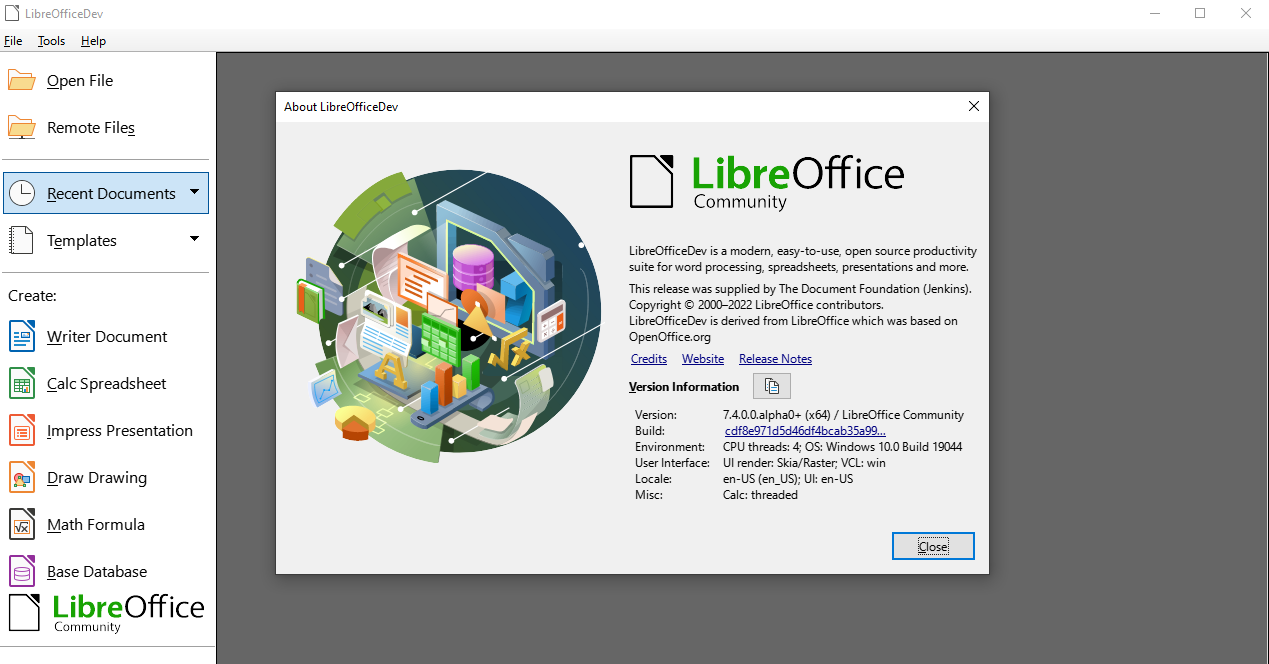 LibreOfficeDev
File Tools Help
Open File
Remote Files
Recent Documents
Templates
Create:
Writer Document
Calc Spreadsheet
Impress Presentation
Draw Drawing
Math Formula
Base Database
LibreOffice
Community
About LibreOfficeDev
LibreOffice
Community
LibreOfficeDev is a modern, easy-to-use, open source productivity
suite for word processing, spreadsheets, presentations and more.
This release was supplied by The Document Foundation (Jenkins).
Copyright © 2000–2022 LibreOffice contributors.
LibreOfficeDev is derived from LibreOffice which was based on
OpenOffice.org
Credits Website Release Notes
Version Information
Version: 7.4.0.0.alpha0+ (x64) / LibreOffice Community
Build: cdf8e971d5d46df4bcab35a99...
Environment: CPU threads: 4; OS: Windows 10.0 Build 19044
User Interface: UI render: Skia/Raster; VCL: win
Locale: en-US (en_US); UI: en-US
Misc: Calc: threaded
Close